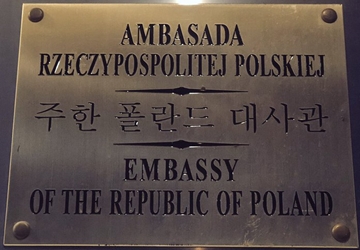 AMBASADA
RZECZYPOSPOLITEJ POLSKIEJ
주한 폴란드 대사관
EMBASSY
OF THE REPUBLIC OF POLAND